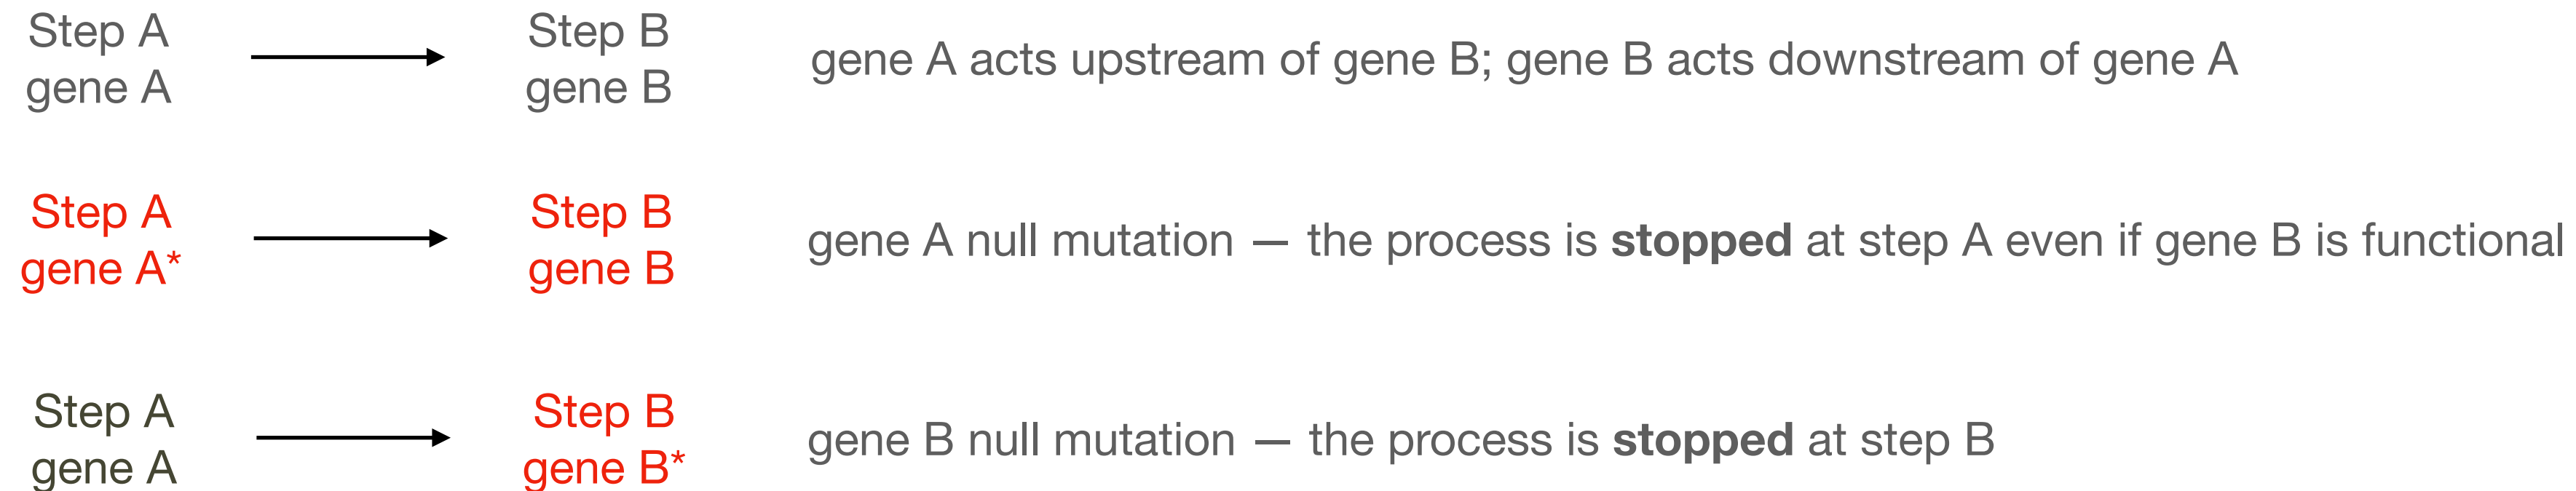 Step A Step B
gene A gene B
gene A acts upstream of gene B; gene B acts downstream of gene A
Step A Step B
gene A* gene B
gene A null mutation — the process is stopped at step A even if gene B is functional
Step A Step B
gene A gene B*
gene B null mutation — the process is stopped at step B